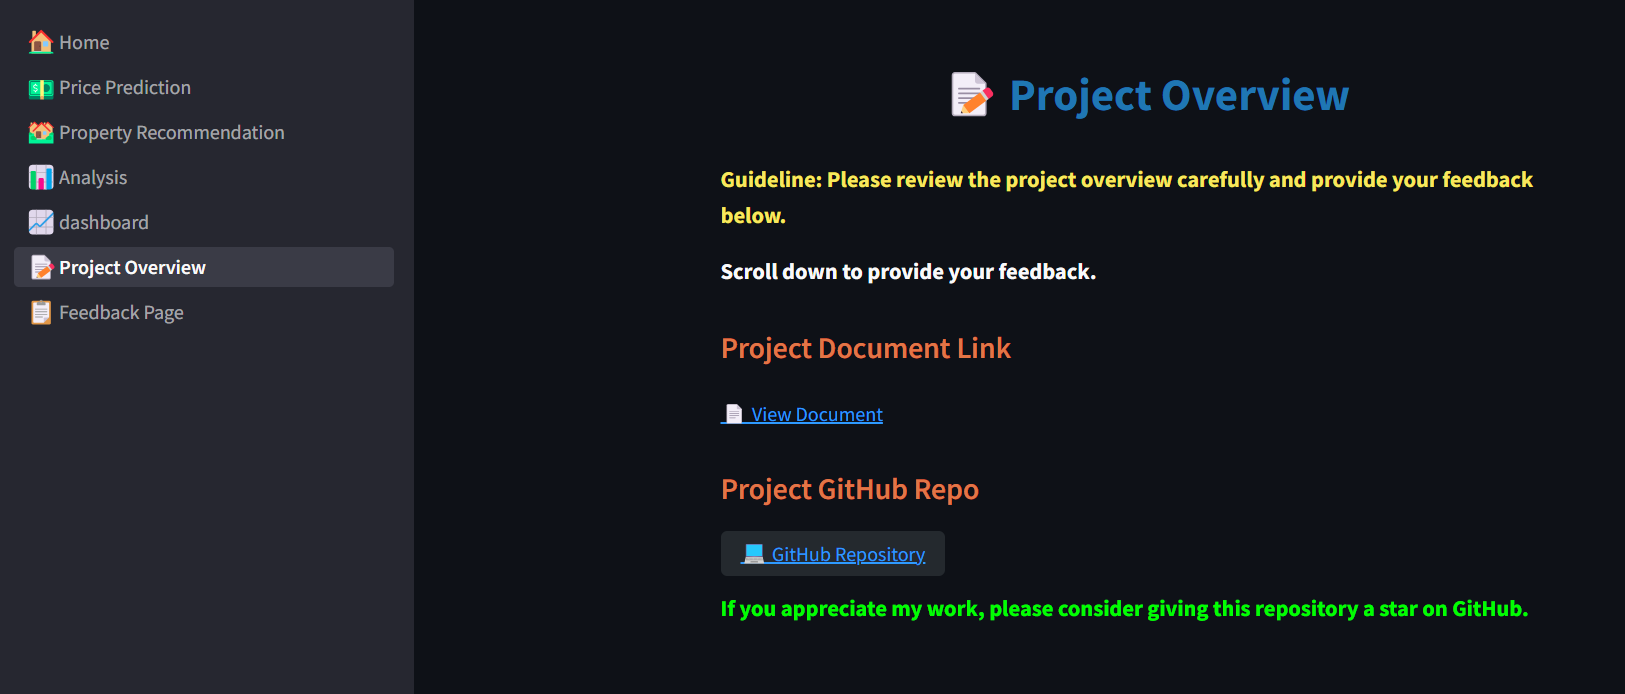 Home
Price Prediction
Property Recommendation
Analysis
dashboard
Project Overview
Feedback Page
Project Overview
Guideline: Please review the project overview carefully and provide your feedback
below.
Scroll down to provide your feedback.
Project Document Link
View Document
Project GitHub Repo
GitHub Repository
If you appreciate my work, please consider giving this repository a star on GitHub.